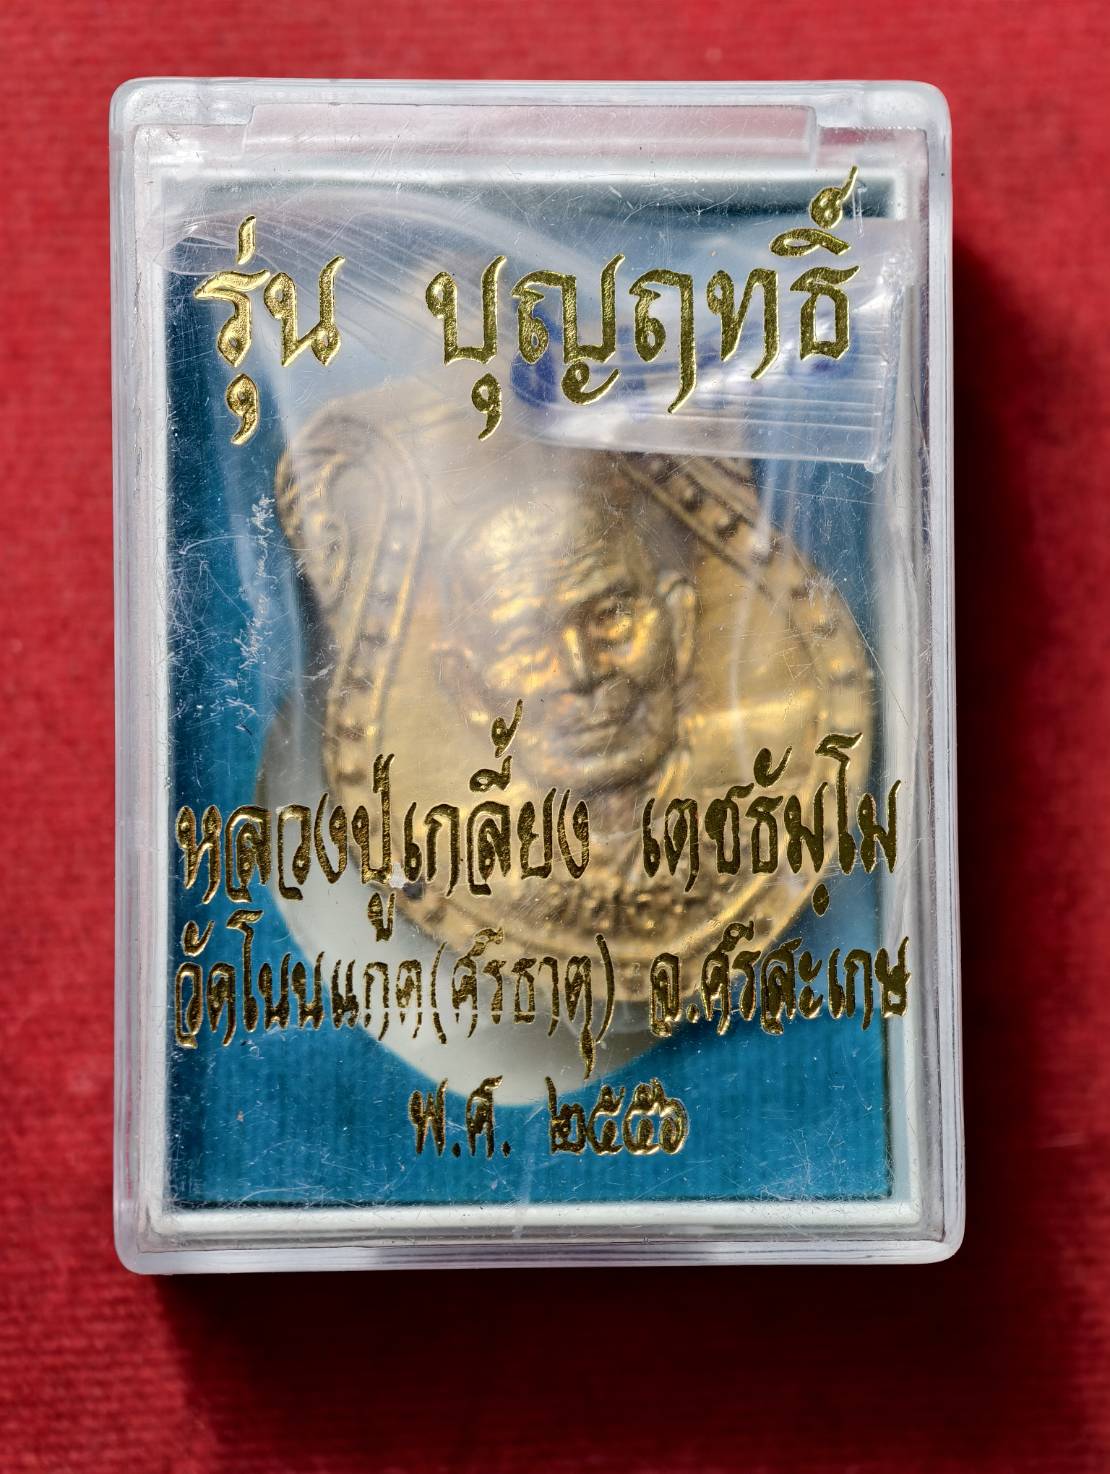 รุ่น บุญฤทธิ์
หลวงปู่เกลี้ยง เตชธัมฺโม
วัดโนนแกด(ศรีธาตุ) จ.ศรีสะเกษ
พ.ศ. ๒๕๕๖